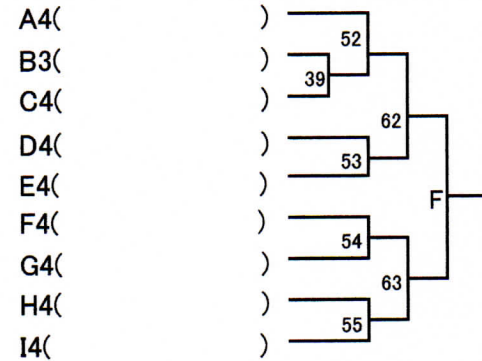 A4( )
52
B3( )
39
C4( )
62
D4( )
53
E4( )
F
F4( )
54
G4( )
63
H4( )
55
I4( )